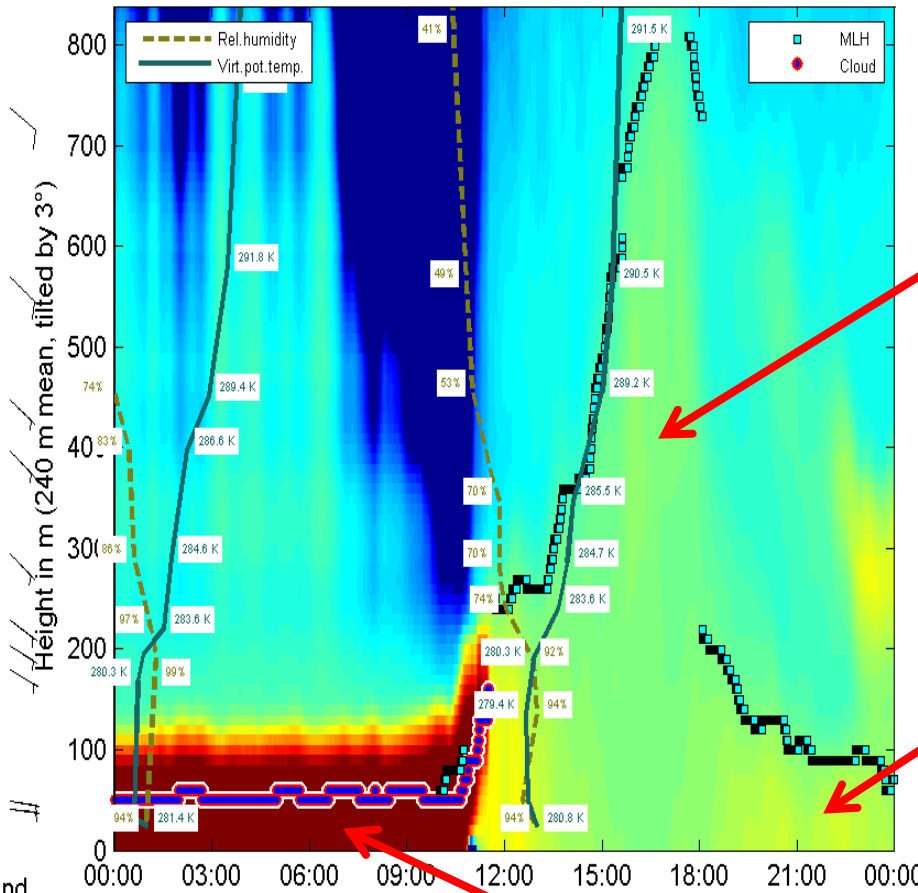 Rel.humidity
Virt.pot.temp.
MLH
Cloud
Height in m (240 m mean, tilted by 3°)
800
700
600
500
400
300
200
100
0
41%
291.5 K
291.8 K
49%
290.5 K
74%
289.4 K
53%
289.2 K
83%
286.6 K
70%
285.5 K
86%
284.6 K
70%
284.7 K
97%
283.6 K
74%
283.6 K
280.3 K
99%
280.3 K
92%
279.4 K
94%
94%
281.4 K
94%
280.8 K
00:00
03:00
06:00
09:00
12:00
15:00
18:00
21:00
00:00